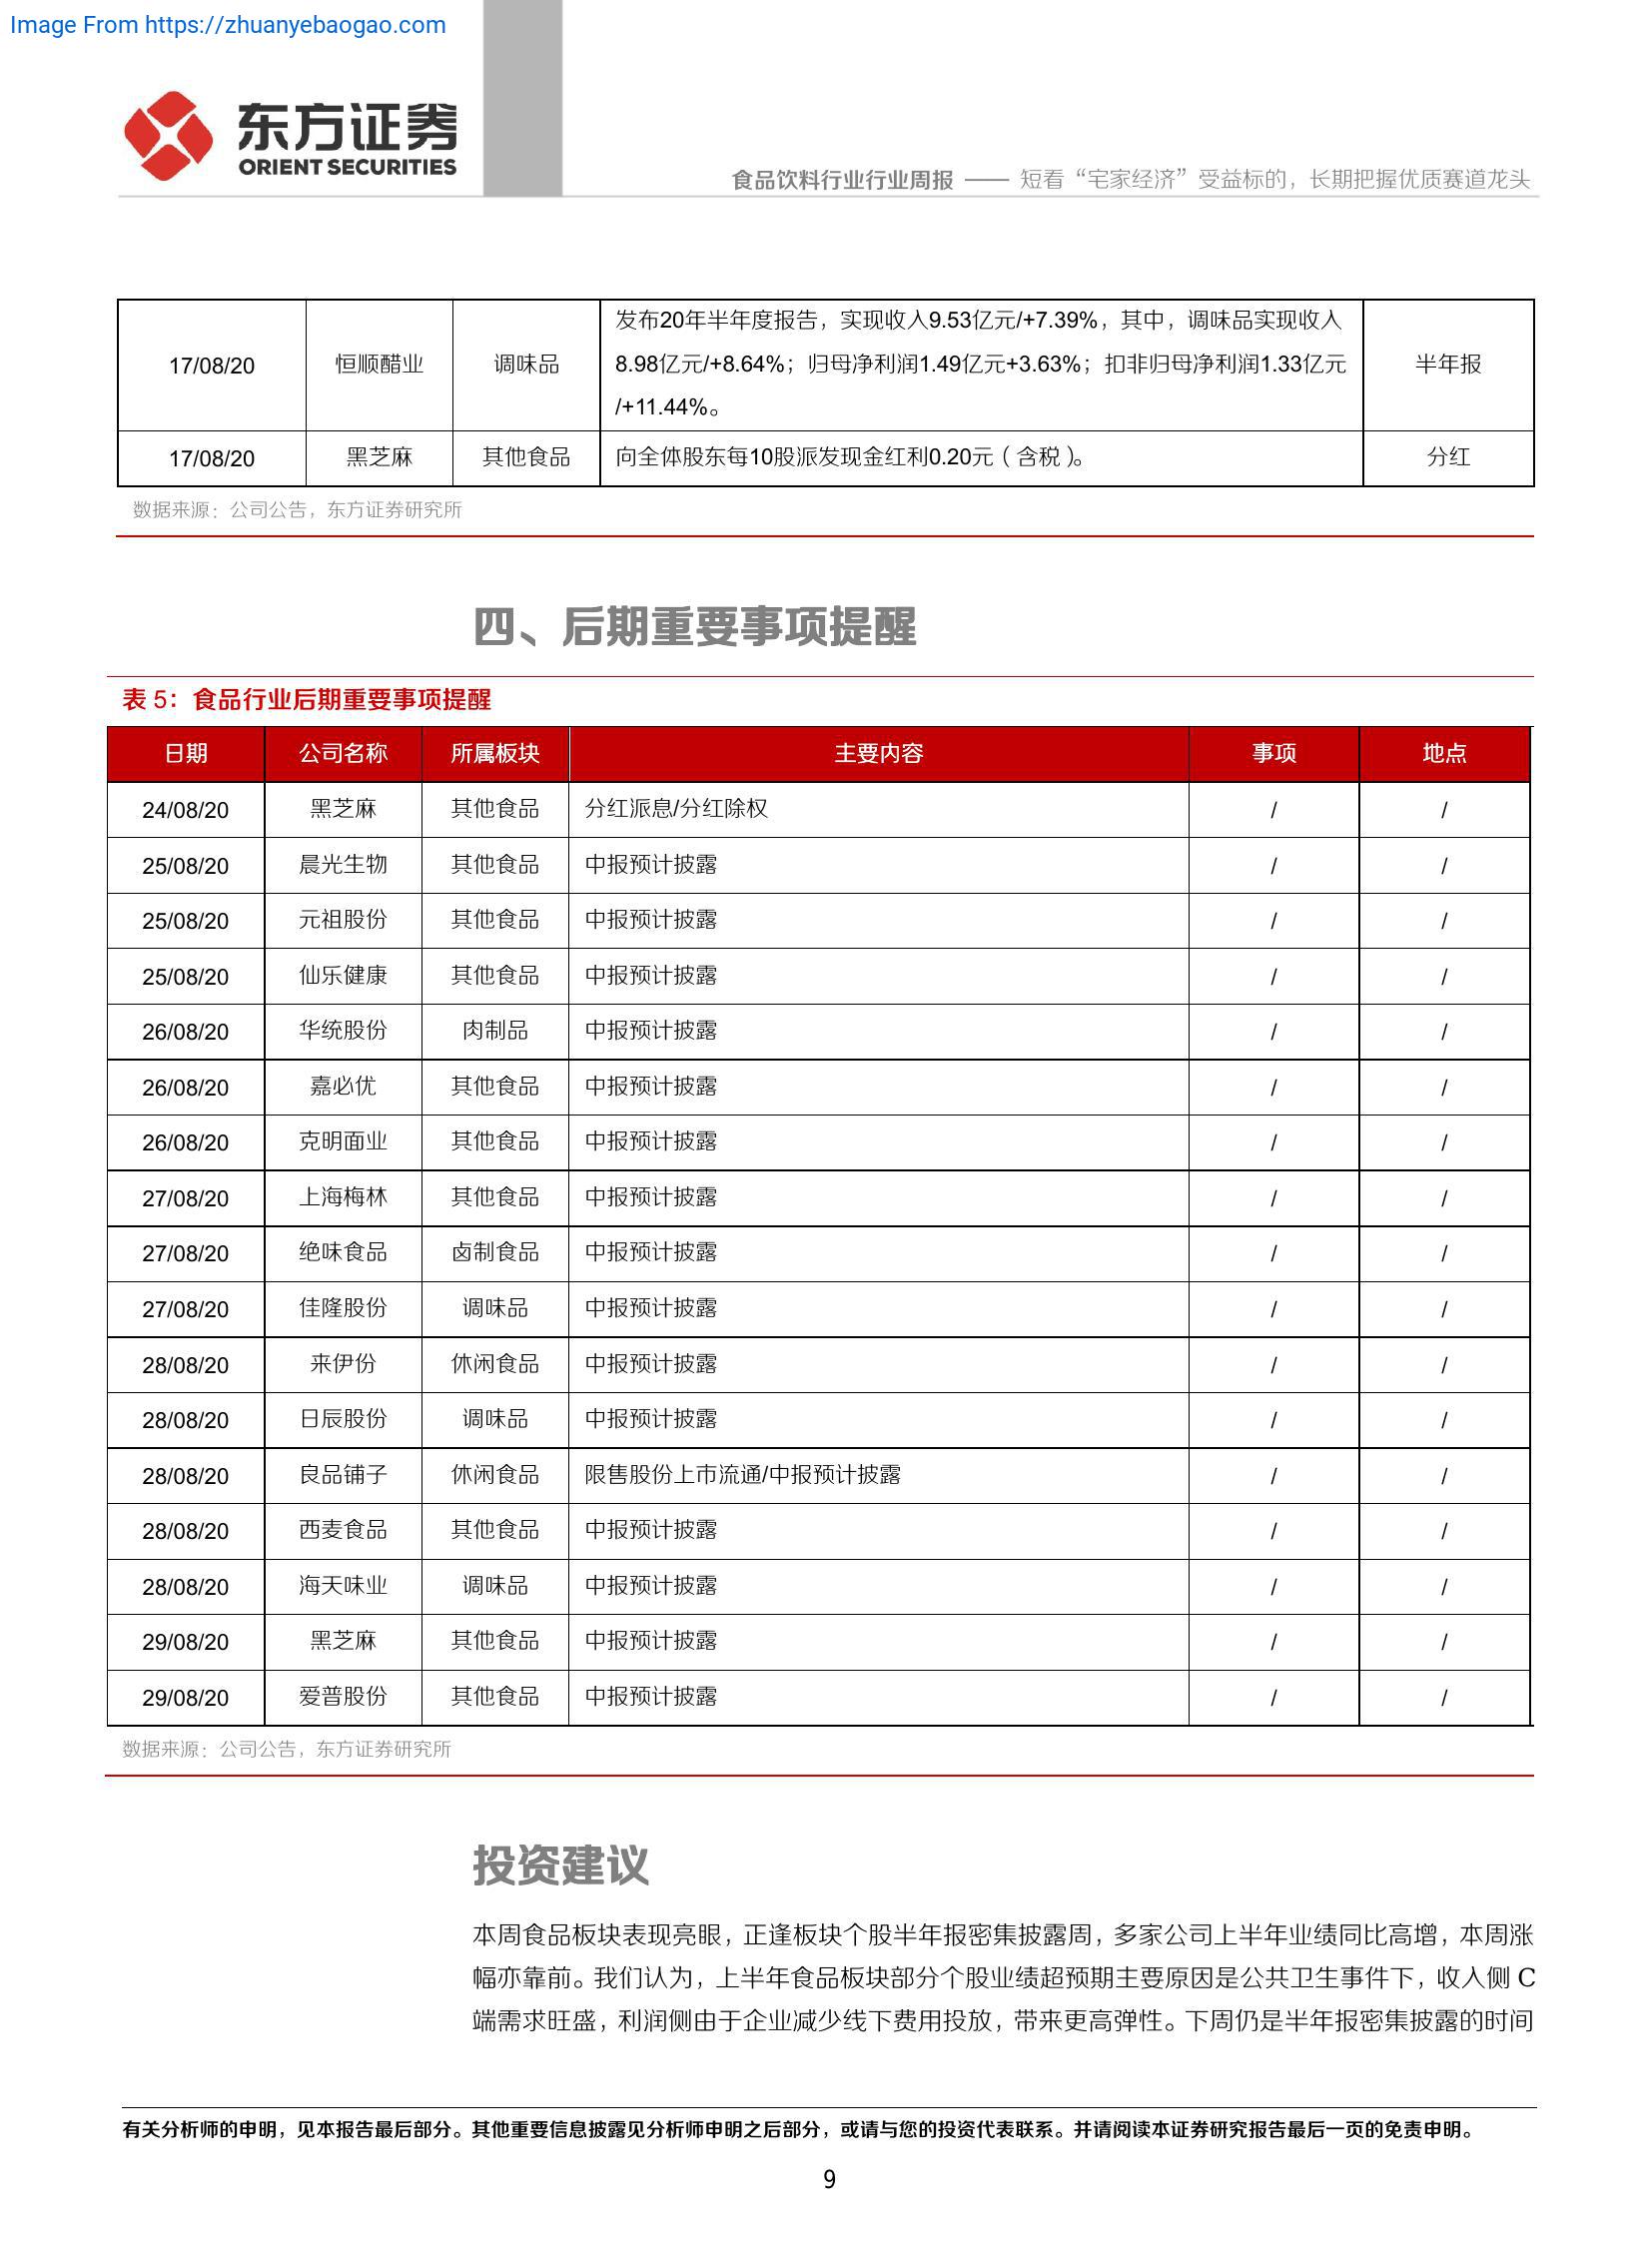 Image From https://zhuanyebaogao.com
东方证券
ORIENT SECURITIES
食品饮料行业行业周报 —— 短看“宅家经济”受益标的，长期把握优质赛道龙头
17/08/20 恒顺醋业 调味品 发布20年半年度报告，实现收入9.53亿元/+7.39%，其中，调味品实现收入
8.98亿元/+8.64%；归母净利润1.49亿元+3.63%；扣非归母净利润1.33亿元
/+11.44%。 半年报
17/08/20 黑芝麻 其他食品 向全体股东每10股派发现金红利0.20元（含税）。 分红
数据来源：公司公告，东方证券研究所
四、后期重要事项提醒
表 5：食品行业后期重要事项提醒
日期 公司名称 所属板块 主要内容 事项 地点
24/08/20 黑芝麻 其他食品 分红派息/分红除权 / /
25/08/20 晨光生物 其他食品 中报预计披露 / /
25/08/20 元祖股份 其他食品 中报预计披露 / /
25/08/20 仙乐健康 其他食品 中报预计披露 / /
26/08/20 华统股份 肉制品 中报预计披露 / /
26/08/20 嘉必优 其他食品 中报预计披露 / /
26/08/20 克明面业 其他食品 中报预计披露 / /
27/08/20 上海梅林 其他食品 中报预计披露 / /
27/08/20 绝味食品 卤制食品 中报预计披露 / /
27/08/20 佳隆股份 调味品 中报预计披露 / /
28/08/20 来伊份 休闲食品 中报预计披露 / /
28/08/20 日辰股份 调味品 中报预计披露 / /
28/08/20 良品铺子 休闲食品 限售股份上市流通/中报预计披露 / /
28/08/20 西麦食品 其他食品 中报预计披露 / /
28/08/20 海天味业 调味品 中报预计披露 / /
29/08/20 黑芝麻 其他食品 中报预计披露 / /
29/08/20 爱普股份 其他食品 中报预计披露 / /
数据来源：公司公告，东方证券研究所
投资建议
本周食品板块表现亮眼，正逢板块个股半年报密集披露周，多家公司上半年业绩同比高增，本周涨
幅亦靠前。我们认为，上半年食品板块部分个股业绩超预期主要原因是公共卫生事件下，收入侧 C
端需求旺盛，利润侧由于企业减少线下费用投放，带来更高弹性。下周仍是半年报密集披露的时间
有关分析师的申明，见本报告最后部分。其他重要信息披露见分析师申明之后部分，或请与您的投资代表联系。并请阅读本证券研究报告最后一页的免责申明。
9